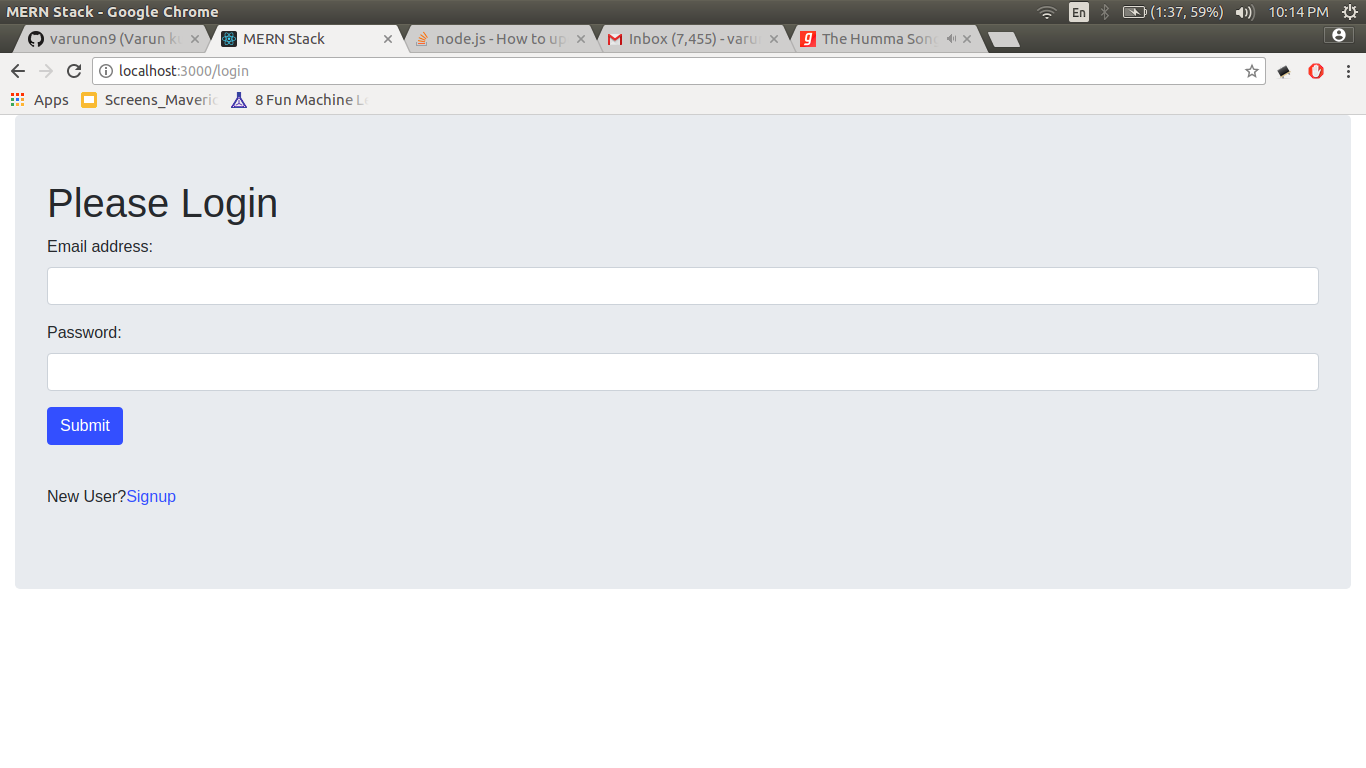 MERN Stack - Google Chrome
En (1:37, 59%) 10:14 PM
varunon9 (Varun MERN Stack node.js - How to up Inbox (7,455) - varu The Humma Song
localhost:3000/login
Apps Screens_Maveric 8 Fun Machine
Please Login
Email address:
Password:
Submit
New User?Signup